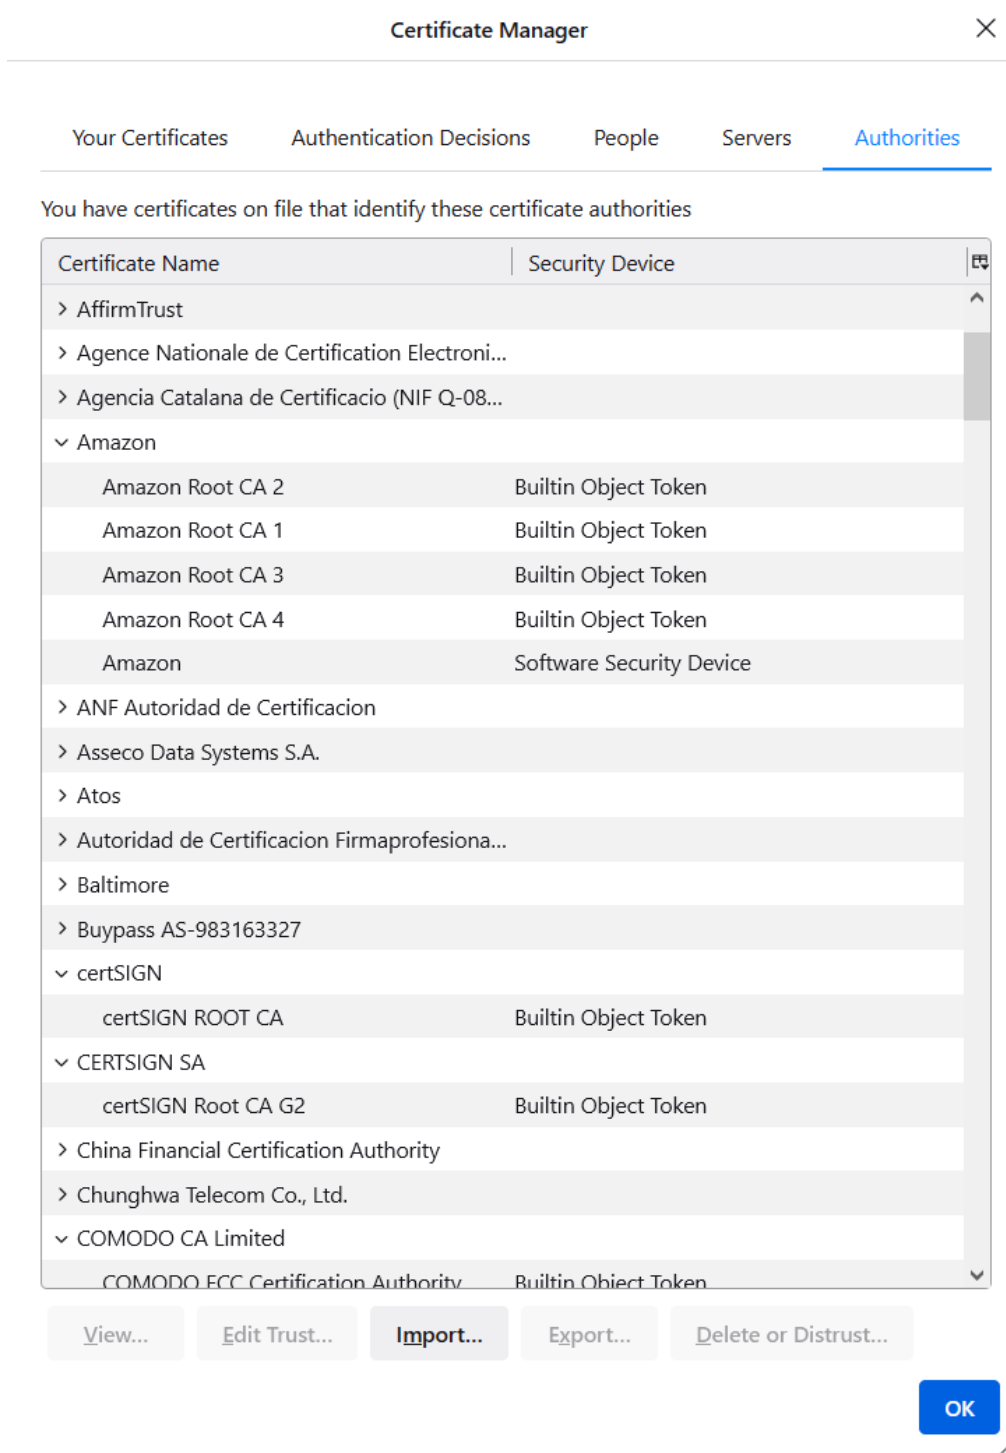 Certificate Manager
Your Certificates Authentication Decisions People Servers Authorities
You have certificates on file that identify these certificate authorities
Certificate Name Security Device
AffirmTrust
Agence Nationale de Certification Electroni...
Agencia Catalana de Certificacio (NIF Q-08...
Amazon
Amazon Root CA 2 Builtin Object Token
Amazon Root CA 1 Builtin Object Token
Amazon Root CA 3 Builtin Object Token
Amazon Root CA 4 Builtin Object Token
Amazon Software Security Device
ANF Autoridad de Certificacion
Asseco Data Systems S.A.
Atos
Autoridad de Certificacion Firmaprofesiona...
Baltimore
Buypass AS-983163327
certSIGN
certSIGN ROOT CA Builtin Object Token
CERTSIGN SA
certSIGN Root CA G2 Builtin Object Token
China Financial Certification Authority
Chunghwa Telecom Co., Ltd.
COMODO CA Limited
COMODO ECC Certification Authority Builtin Object Token
View... Edit Trust... Import... Export... Delete or Distrust...
OK